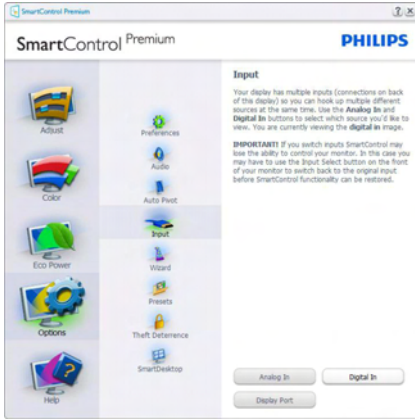 SmartControl Premium
? x
SmartControl Premium
PHILIPS
Adjust
Color
Eco Power
Options
Help
Preferences
Audio
Auto Pivot
Input
Wizard
Presets
Theft Deterrence
SmartDesktop
Input
Your display has multiple inputs (connections on back
of this display) so you can hook up multiple different
sources at the same time. Use the Analog In and
Digital In buttons to select which source you'd like to
view. You are currently viewing the digital in image.
IMPORTANT! If you switch inputs SmartControl may
lose the ability to control your monitor. In this case you
may have to use the Input Select button on the front
of your monitor to switch back to the original input
before SmartControl functionality can be restored.
Analog In
Digital In
Display Port